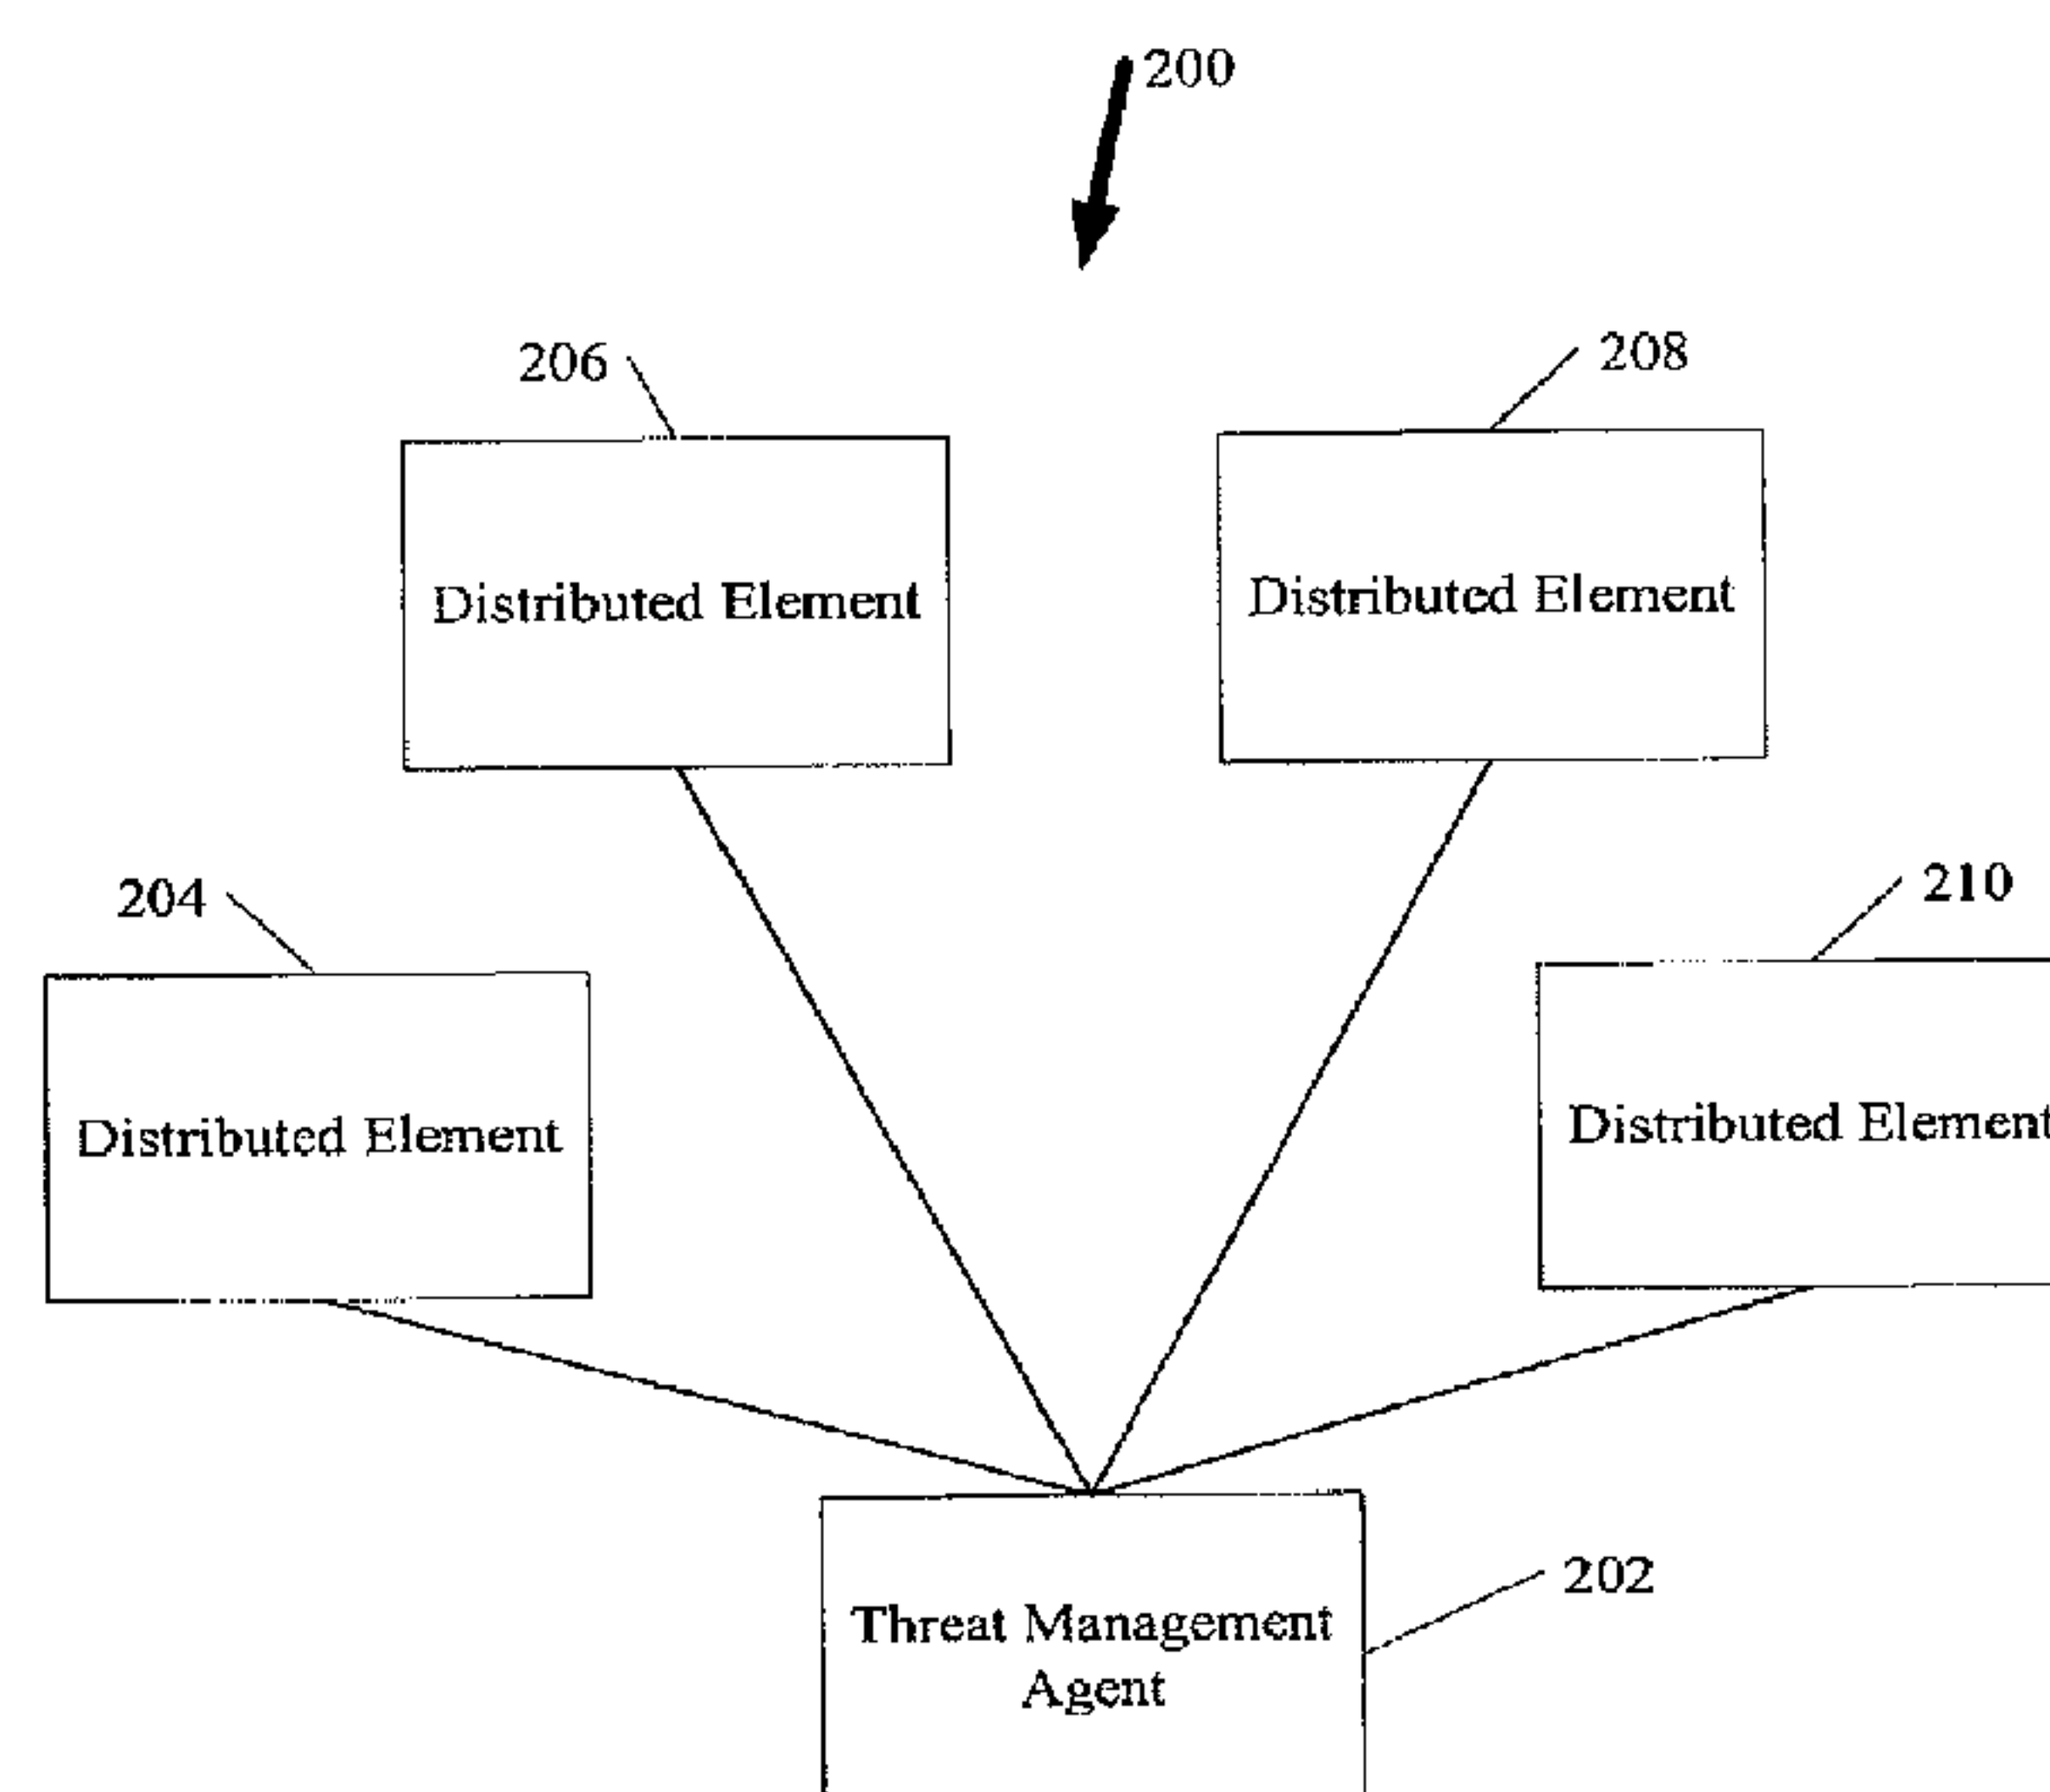 200
206
208
Distributed Element
Distributed Element
204
210
Distributed Element
Distributed Element
202
Threat Management
Agent